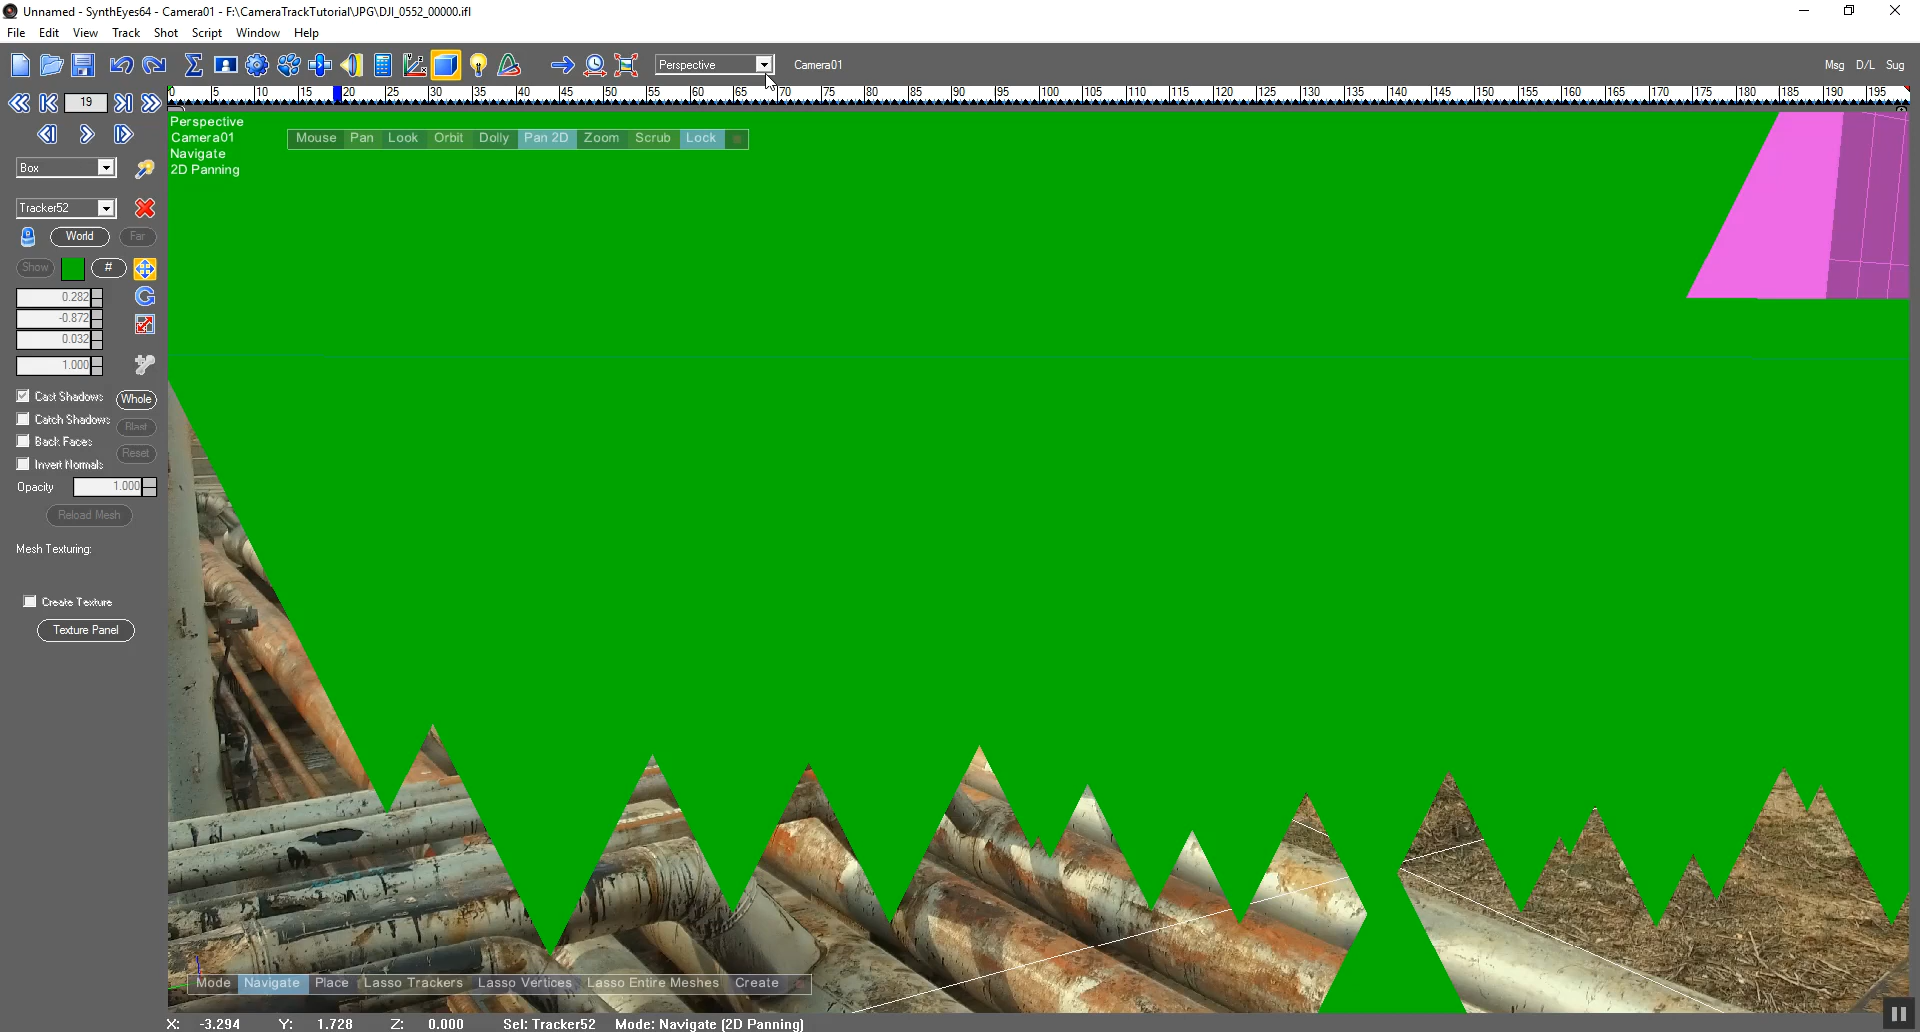 Unnamed - SynthEyes64 - Camera01 - F:\CameraTrackTutorial\JPG\DJI_0552_00000.ifl
File Edit View Track Shot Script Window Help
Perspective Camera01 Msg D/L Sug
19
0 5 10 15 20 25 30 35 40 45 50 55 60 65 70 75 80 85 90 95 100 105 110 115 120 125 130 135 140 145 150 155 160 165 170 175 180 185 190 195
Perspective
Camera01
Navigate
2D Panning
Mouse Pan Look Orbit Dolly Pan 2D Zoom Scrub Lock
Box
Tracker52
World Far
Show #
0.282
-0.872
0.032
1.000
Cast Shadows Whole
Catch Shadows Blast
Back Faces
Reset
Invert Normals
Opacity 1.000
Reload Mesh
Mesh Texturing:
Create Texture
Texture Panel
Mode Navigate Place Lasso Trackers Lasso Vertices Lasso Entire Meshes Create
X: -3.294 Y: 1.728 Z: 0.000 Sel: Tracker52 Mode: Navigate (2D Panning)